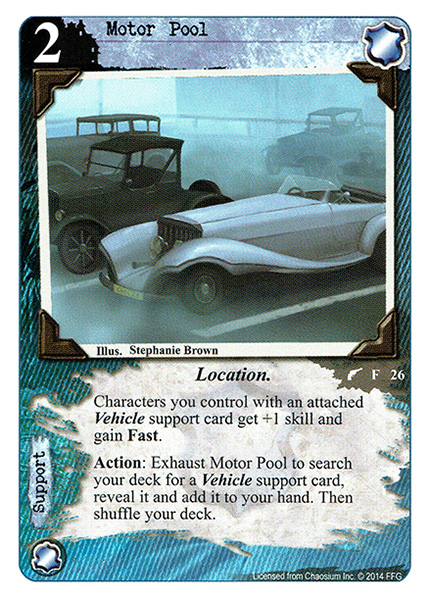 2
Motor Pool
Illus. Stephanie Brown
Location.
F 26
Characters you control with an attached
Vehicle support card get +1 skill and
gain Fast.
Action: Exhaust Motor Pool to search
your deck for a Vehicle support card,
reveal it and add it to your hand. Then
shuffle your deck.
Support
Licensed from Chaosium Inc. © 2014 FFG